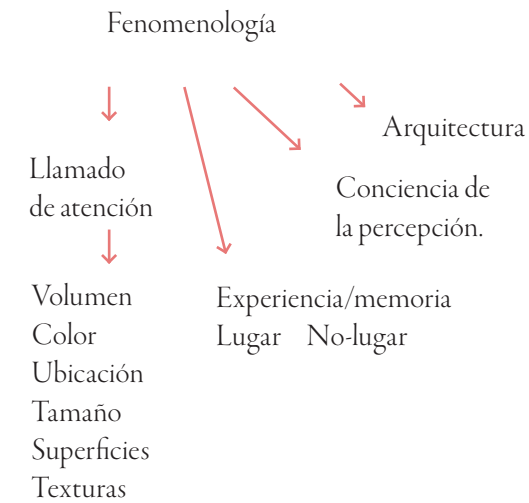 Fenomenología
Arquitectura
Llamado
de atención
Conciencia de
la percepción.
Volumen
Color
Ubicación
Tamaño
Superficies
Texturas
Experiencia/memoria
Lugar No-lugar